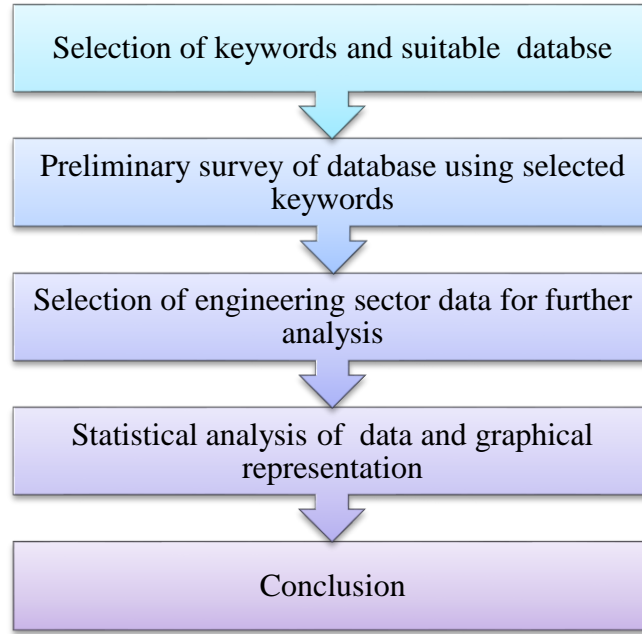 Selection of keywords and suitable  databse
Preliminary survey of database using selected
keywords
Selection of engineering sector data for further
analysis
Statistical analysis of  data and graphical
representation
Conclusion